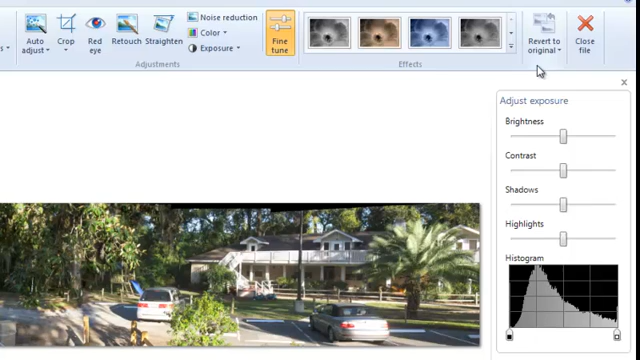 Auto
adjust
Crop
Red
eye
Retouch
Straighten
Noise reduction
Color
Exposure
Fine
tune
Revert to
original
Close
file
Adjustments
Effects
Adjust exposure
Brightness
Contrast
Shadows
Highlights
Histogram